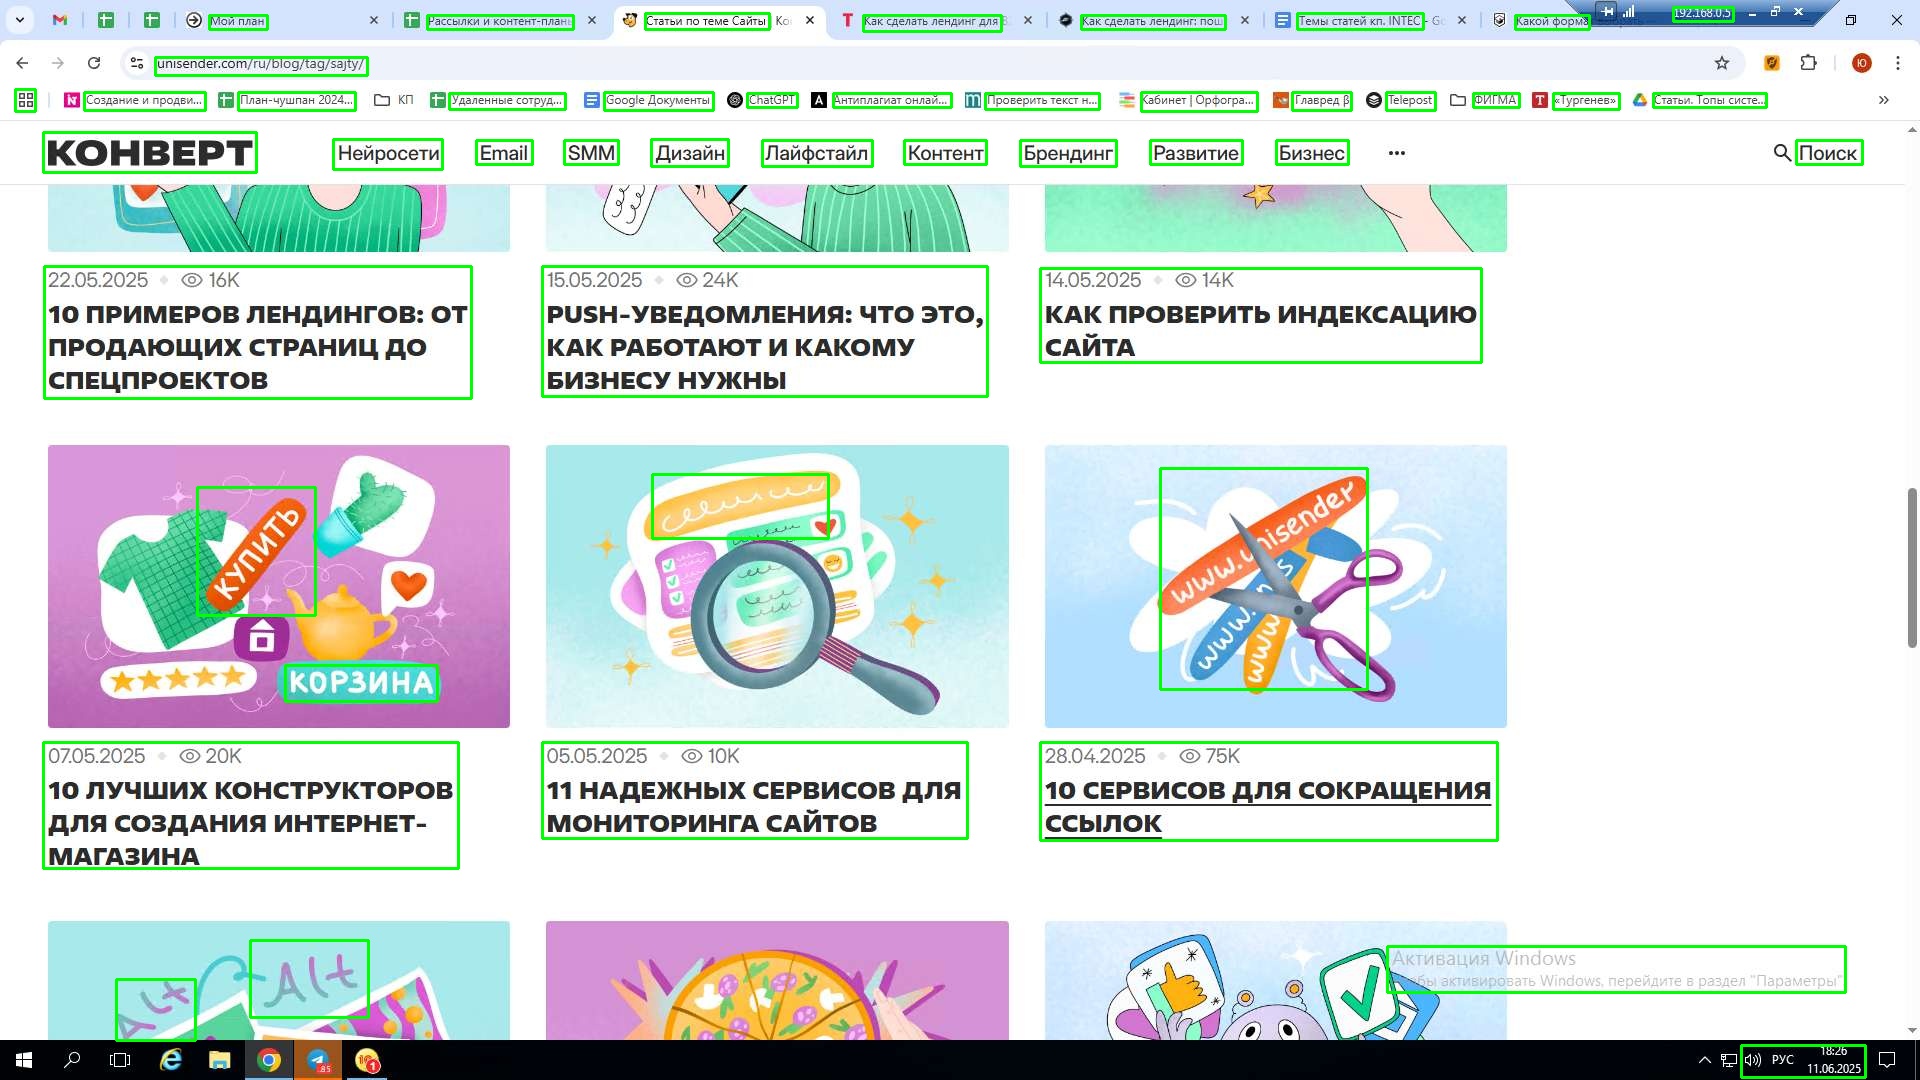 Мой план
Рассылки и контент-планы
Статьи по теме Сайты
Как сделать лендинг для
Как сделать лендинг: пош
Темы статей кп. INTEC - Go
Какой форма
192.168.0.5
unisender.com/ru/blog/tag/sajty/
Создание и продви...
План-чушпан 2024...
КП
Удаленные сотруд...
Google Документы
ChatGPT
Антиплагиат онлай...
Проверить текст н...
Кабинет | Орфогра...
Главред β
Telepost
ФИГМА
«Тургенев»
Статьи. Топы систе...
КОНВЕРТ
Нейросети
Email
SMM
Дизайн
Лайфстайл
Контент
Брендинг
Развитие
Бизнес
Поиск
22.05.2025 16K
10 ПРИМЕРОВ ЛЕНДИНГОВ: ОТ
ПРОДАЮЩИХ СТРАНИЦ ДО
СПЕЦПРОЕКТОВ
15.05.2025 24K
PUSH-УВЕДОМЛЕНИЯ: ЧТО ЭТО,
КАК РАБОТАЮТ И КАКОМУ
БИЗНЕСУ НУЖНЫ
14.05.2025 14K
КАК ПРОВЕРИТЬ ИНДЕКСАЦИЮ
САЙТА
КУПИТЬ
КОРЗИНА
www.unisender
www.
www
07.05.2025 20K
10 ЛУЧШИХ КОНСТРУКТОРОВ
ДЛЯ СОЗДАНИЯ ИНТЕРНЕТ-
МАГАЗИНА
05.05.2025 10K
11 НАДЕЖНЫХ СЕРВИСОВ ДЛЯ
МОНИТОРИНГА САЙТОВ
28.04.2025 75K
10 СЕРВИСОВ ДЛЯ СОКРАЩЕНИЯ
ССЫЛОК
Alt
Alt
Активация Windows
Чтобы активировать Windows, перейдите в раздел "Параметры"
85
1
РУС
18:26
11.06.2025